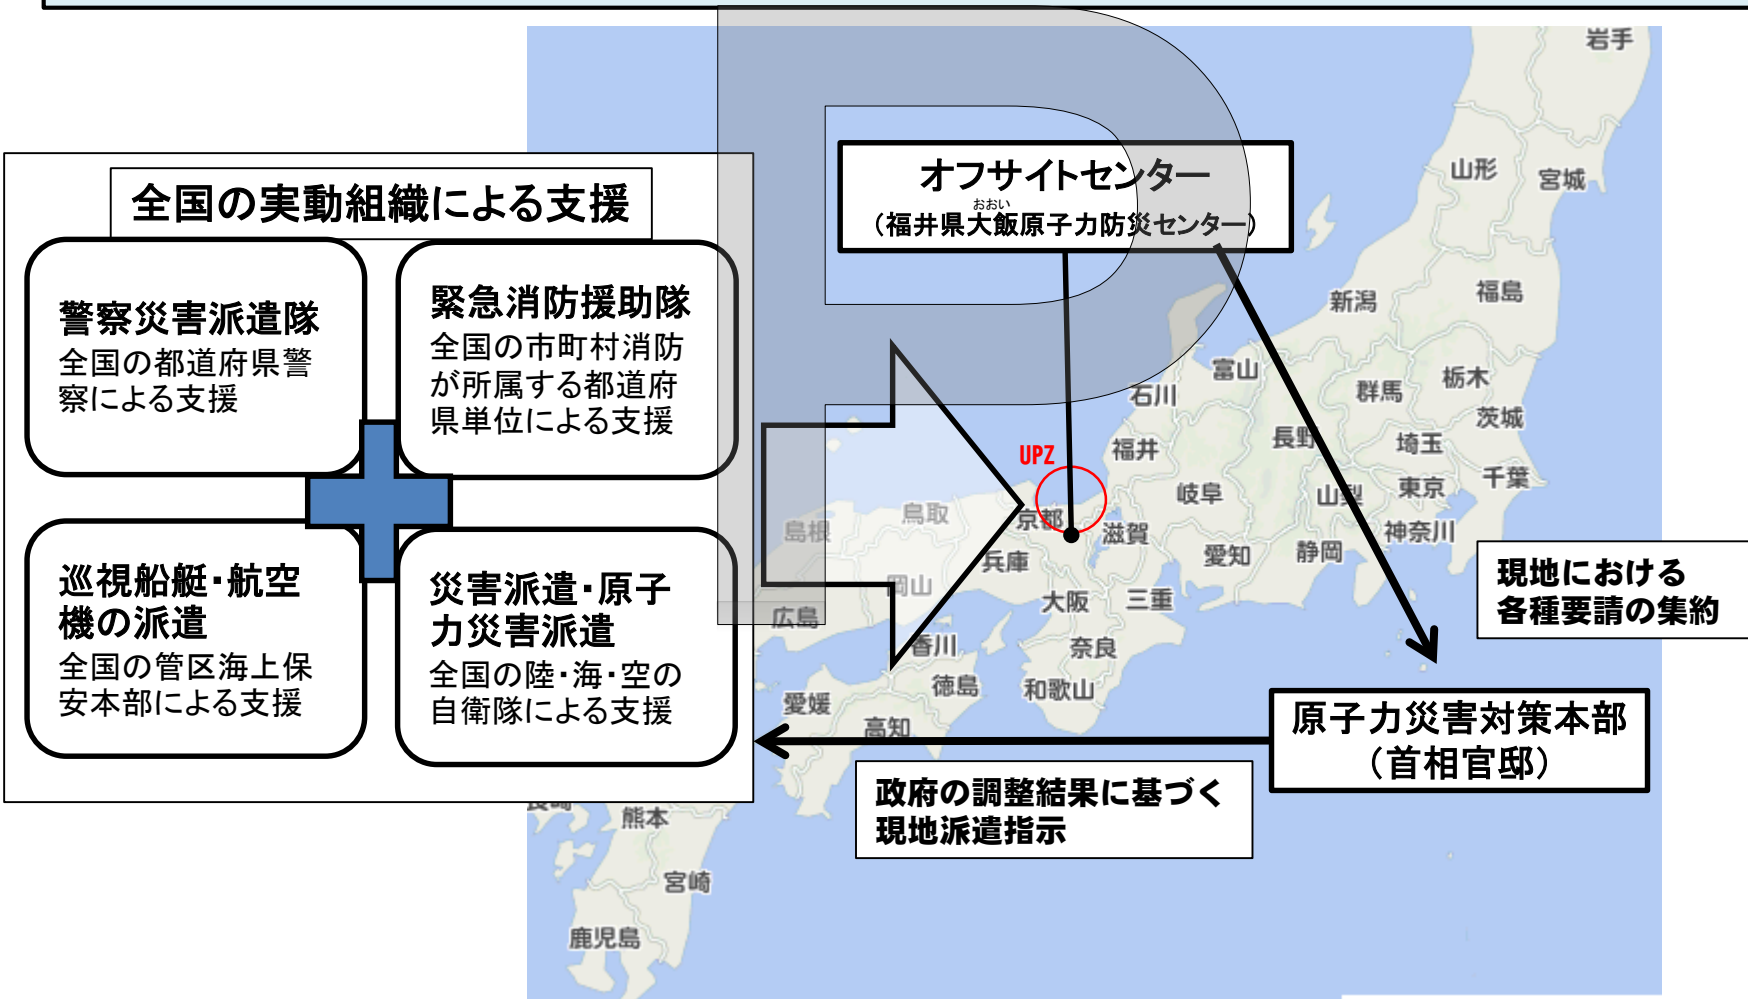 全国の実動組織による支援
警察災害派遣隊
全国の都道府県警
察による支援
緊急消防援助隊
全国の市町村消防
が所属する都道府
県単位による支援
巡視船艇・航空
機の派遣
全国の管区海上保
安本部による支援
災害派遣・原子
力災害派遣
全国の陸・海・空の
自衛隊による支援
オフサイトセンター
おおい
（福井県大飯原子力防災センター）
UPZ
現地における
各種要請の集約
原子力災害対策本部
（首相官邸）
政府の調整結果に基づく
現地派遣指示
岩手
山形
宮城
新潟
福島
富山
石川
群馬
栃木
茨城
福井
長野
埼玉
千葉
岐阜
山梨
東京
神奈川
島根
鳥取
京都
滋賀
愛知
静岡
兵庫
岡山
広島
大阪
三重
香川
奈良
徳島
和歌山
愛媛
高知
長崎
熊本
宮崎
鹿児島
P